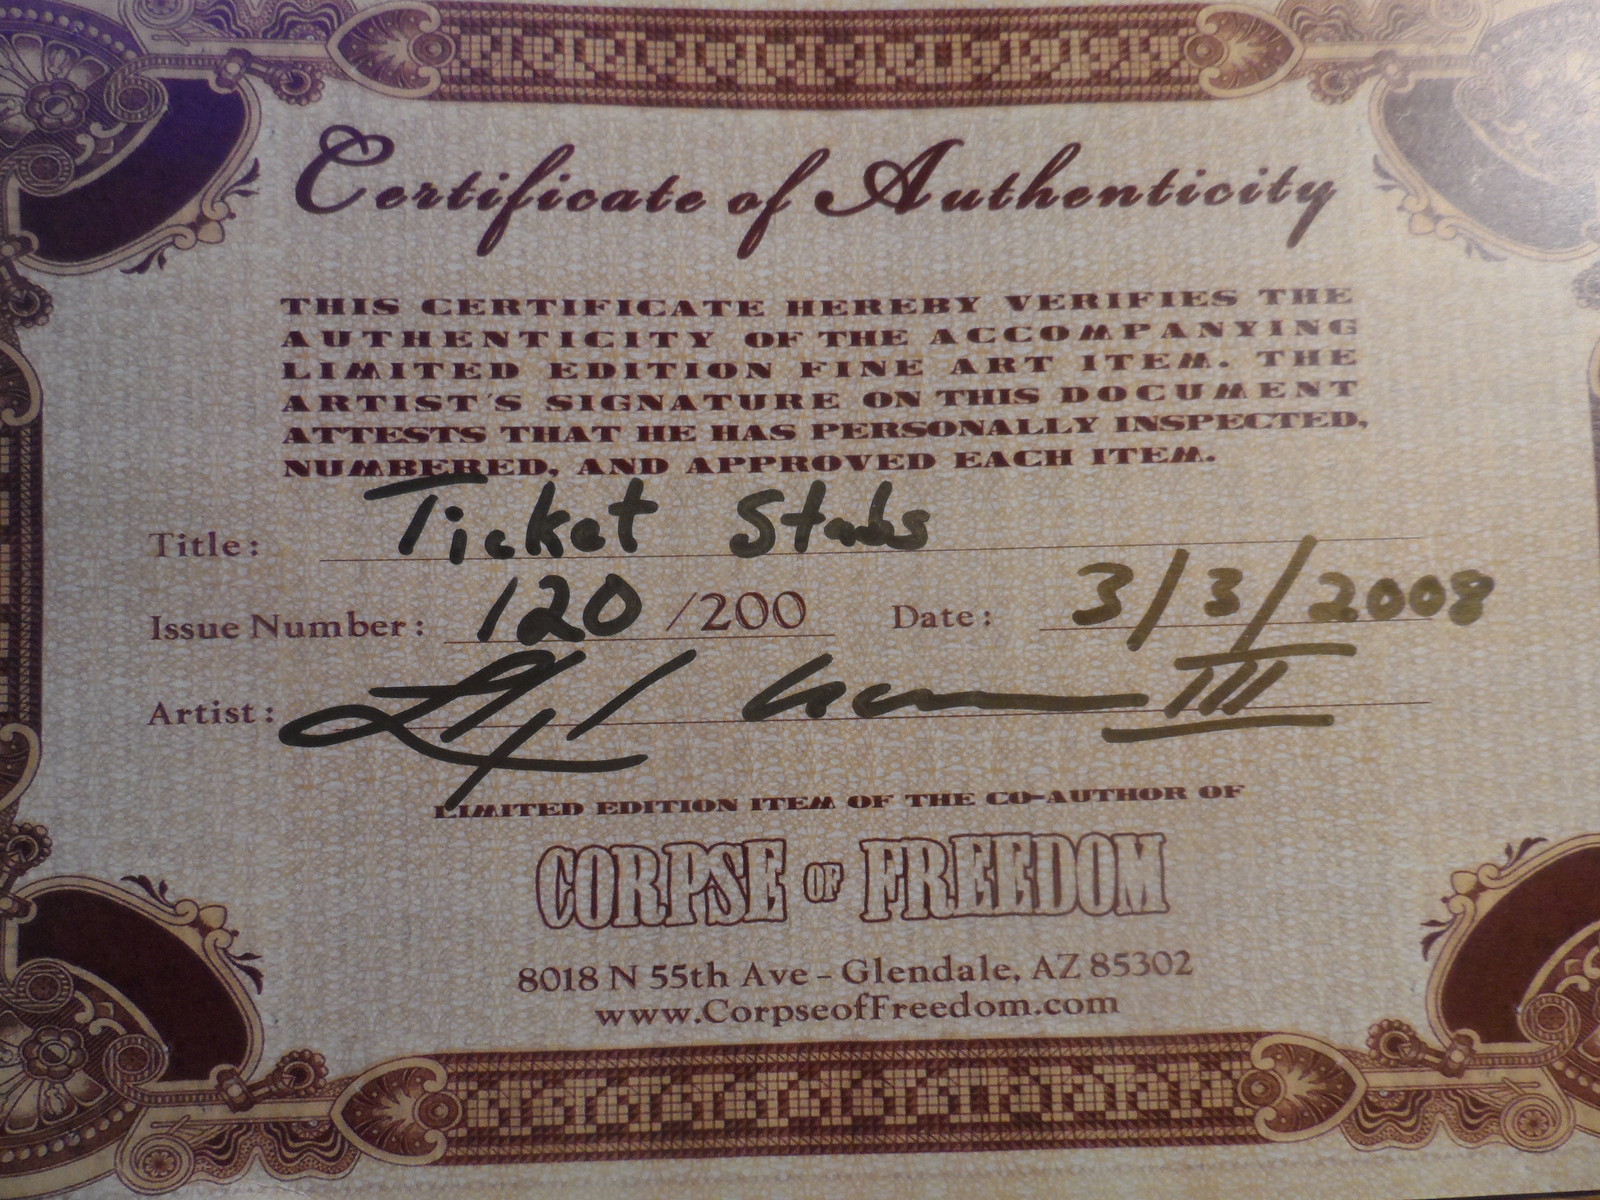 Certificate of Authenticity
THIS CERTIFICATE HEREBY VERIFIES THE
AUTHENTICITY OF THE ACCOMPANYING
LIMITED EDITION FINE ART ITEM. THE
ARTIST'S SIGNATURE ON THIS DOCUMENT
ATTESTS THAT HE HAS PERSONALLY INSPECTED,
NUMBERED, AND APPROVED EACH ITEM.
Title: Ticket Stubs
Issue Number: 120 /200 Date: 3/3/2008
Artist: III
LIMITED EDITION ITEM OF THE CO-AUTHOR OF
CORPSE OF FREEDOM
8018 N 55th Ave - Glendale, AZ 85302
www.CorpseofFreedom.com